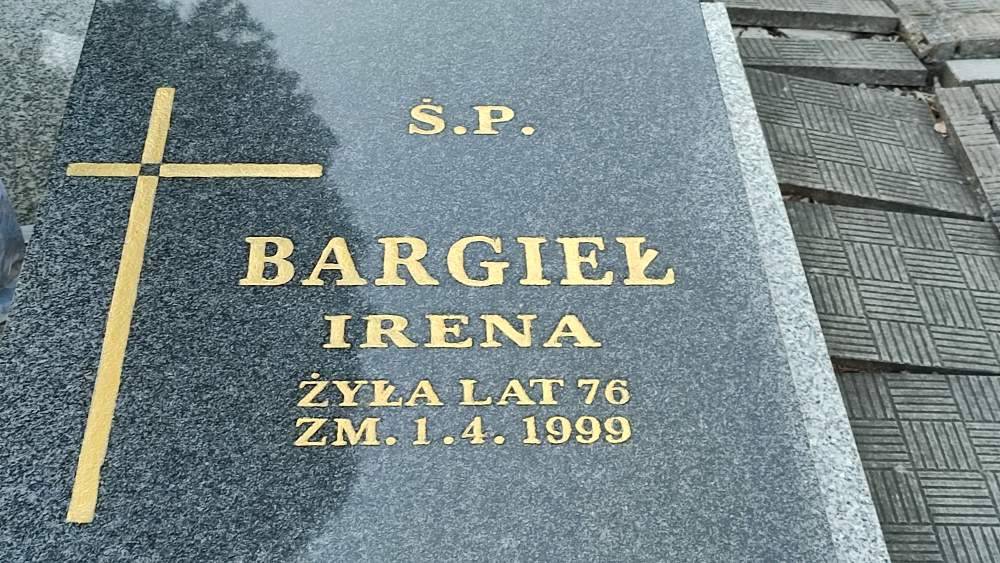 Ś.P.
BARGIEŁ
IRENA
ŻYŁA LAT 76
ZM. 1.4. 1999